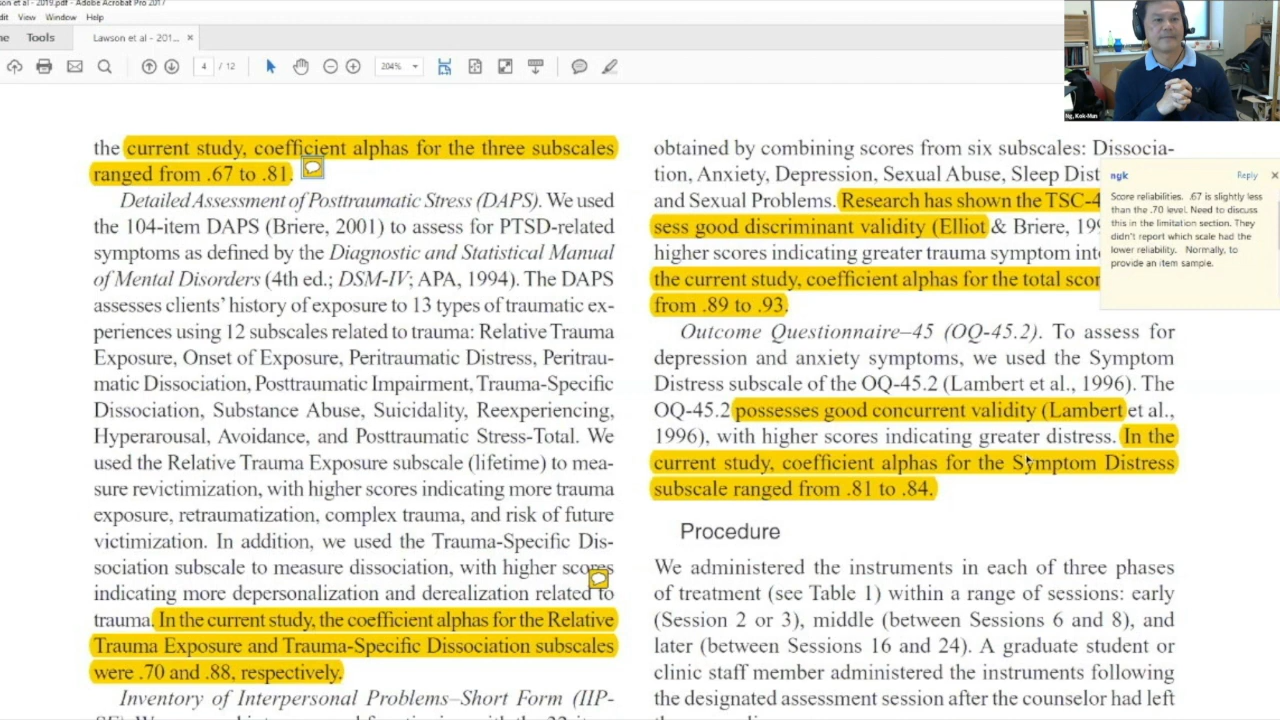 son et al - 2019.pdf - Adobe Acrobat Pro 2017
dit View Window Help
me Tools Lawson et al - 201... ×
4 / 12 204%
Ng, Kok-Mun
the current study, coefficient alphas for the three subscales
ranged from .67 to .81.
Detailed Assessment of Posttraumatic Stress (DAPS). We used
the 104-item DAPS (Briere, 2001) to assess for PTSD-related
symptoms as defined by the Diagnostic and Statistical Manual
of Mental Disorders (4th ed.; DSM-IV; APA, 1994). The DAPS
assesses clients' history of exposure to 13 types of traumatic ex-
periences using 12 subscales related to trauma: Relative Trauma
Exposure, Onset of Exposure, Peritraumatic Distress, Peritrau-
matic Dissociation, Posttraumatic Impairment, Trauma-Specific
Dissociation, Substance Abuse, Suicidality, Reexperiencing,
Hyperarousal, Avoidance, and Posttraumatic Stress-Total. We
used the Relative Trauma Exposure subscale (lifetime) to mea-
sure revictimization, with higher scores indicating more trauma
exposure, retraumatization, complex trauma, and risk of future
victimization. In addition, we used the Trauma-Specific Dis-
sociation subscale to measure dissociation, with higher scores
indicating more depersonalization and derealization related to
trauma. In the current study, the coefficient alphas for the Relative
Trauma Exposure and Trauma-Specific Dissociation subscales
were .70 and .88, respectively.
Inventory of Interpersonal Problems–Short Form (IIP-
obtained by combining scores from six subscales: Dissocia-
tion, Anxiety, Depression, Sexual Abuse, Sleep Dist
and Sexual Problems. Research has shown the TSC-4
sess good discriminant validity (Elliot & Briere, 199
higher scores indicating greater trauma symptom int
the current study, coefficient alphas for the total scor
from .89 to .93.
Outcome Questionnaire–45 (OQ-45.2). To assess for
depression and anxiety symptoms, we used the Symptom
Distress subscale of the OQ-45.2 (Lambert et al., 1996). The
OQ-45.2 possesses good concurrent validity (Lambert et al.,
1996), with higher scores indicating greater distress. In the
current study, coefficient alphas for the Symptom Distress
subscale ranged from .81 to .84.
Procedure
We administered the instruments in each of three phases
of treatment (see Table 1) within a range of sessions: early
(Session 2 or 3), middle (between Sessions 6 and 8), and
later (between Sessions 16 and 24). A graduate student or
clinic staff member administered the instruments following
the designated assessment session after the counselor had left
ngk Reply ×
Score reliabilities. .67 is slightly less
than the .70 level. Need to discuss
this in the limitation section. They
didn't report which scale had the
lower reliability. Normally, to
provide an item sample.